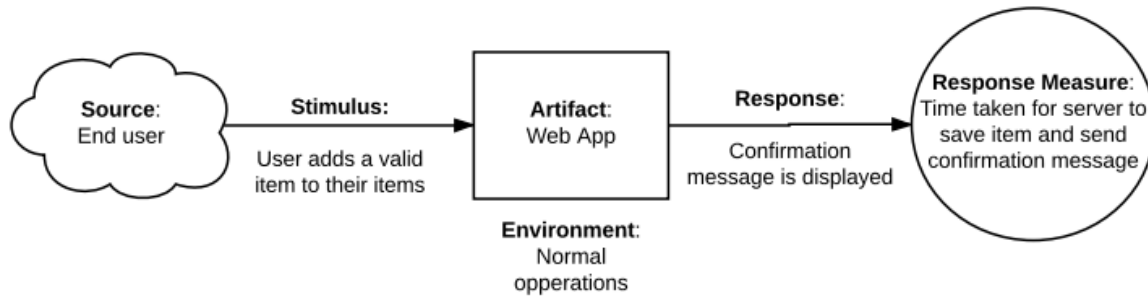 Source:
End user
Stimulus:
User adds a valid
item to their items
Artifact:
Web App
Environment:
Normal
opperations
Response:
Confirmation
message is displayed
Response Measure:
Time taken for server to
save item and send
confirmation message